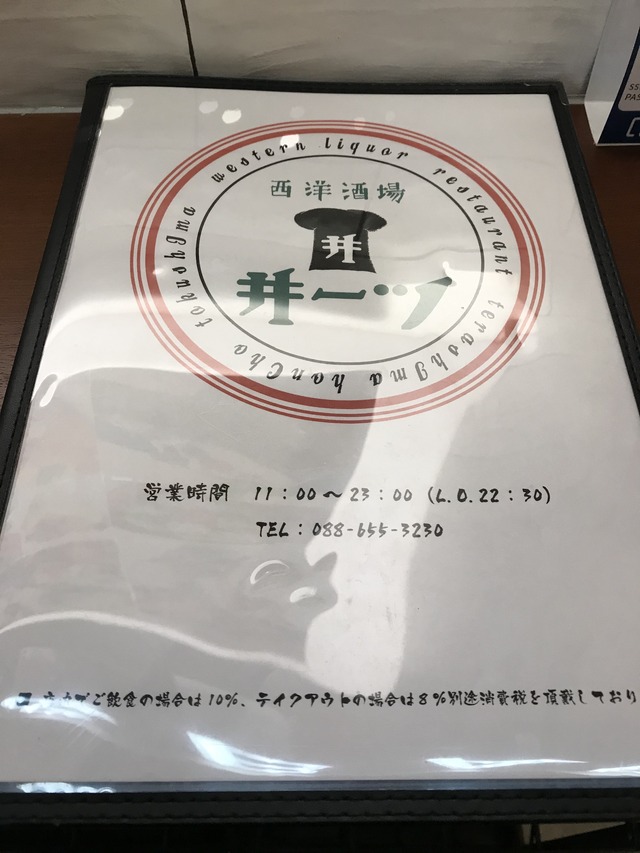 western liquor restaurant terashIma honCho tokushIma
西洋酒場
井
井一ツ
営業時間 11:00～23:00 (L.O.22:30)
TEL:088-655-3230
ご飲食の場合は10%、テイクアウトの場合は8%別途消費税を頂戴しており